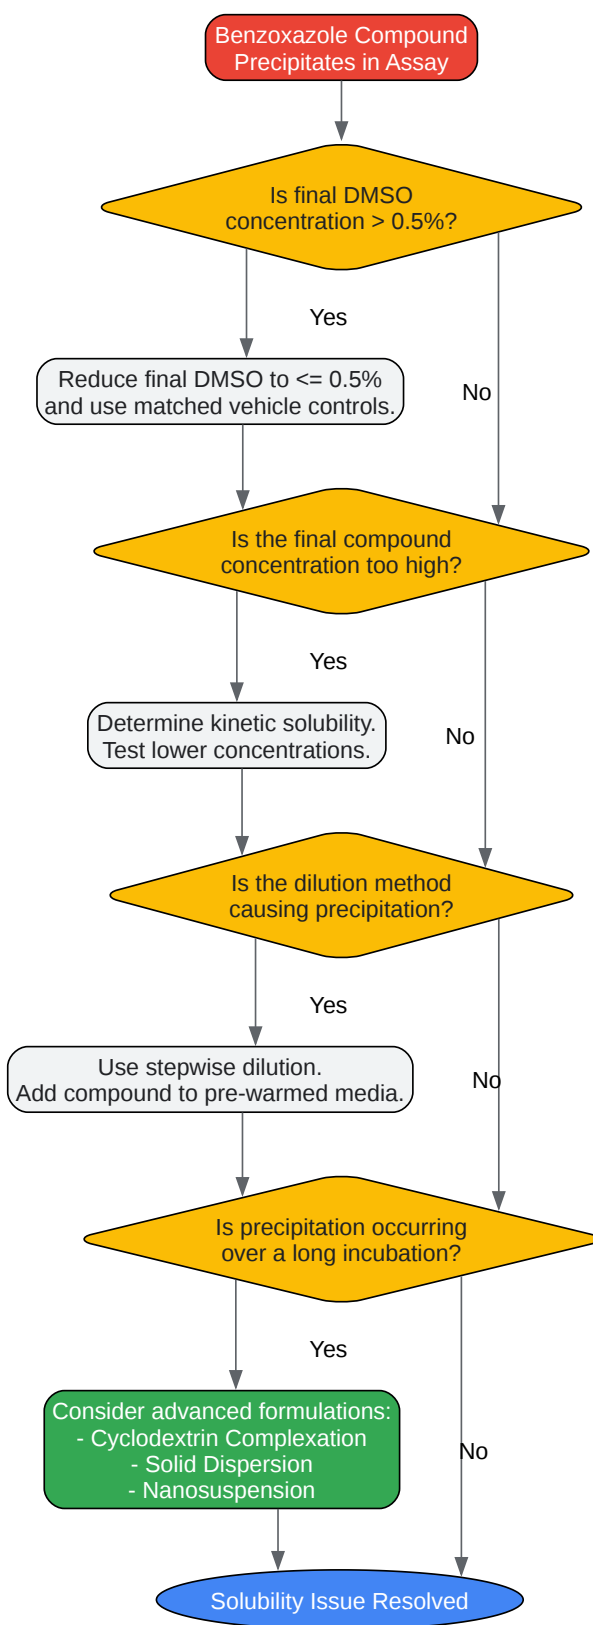 Benzoxazole Compound
Precipitates in Assay
Is final DMSO
concentration > 0.5%?
Yes
Reduce final DMSO to <= 0.5%
and use matched vehicle controls.
No
Is the final compound
concentration too high?
Yes
Determine kinetic solubility.
Test lower concentrations.
No
Is the dilution method
causing precipitation?
Yes
Use stepwise dilution.
Add compound to pre-warmed media.
No
Is precipitation occurring
over a long incubation?
Yes
Consider advanced formulations:
- Cyclodextrin Complexation
- Solid Dispersion
- Nanosuspension
No
Solubility Issue Resolved